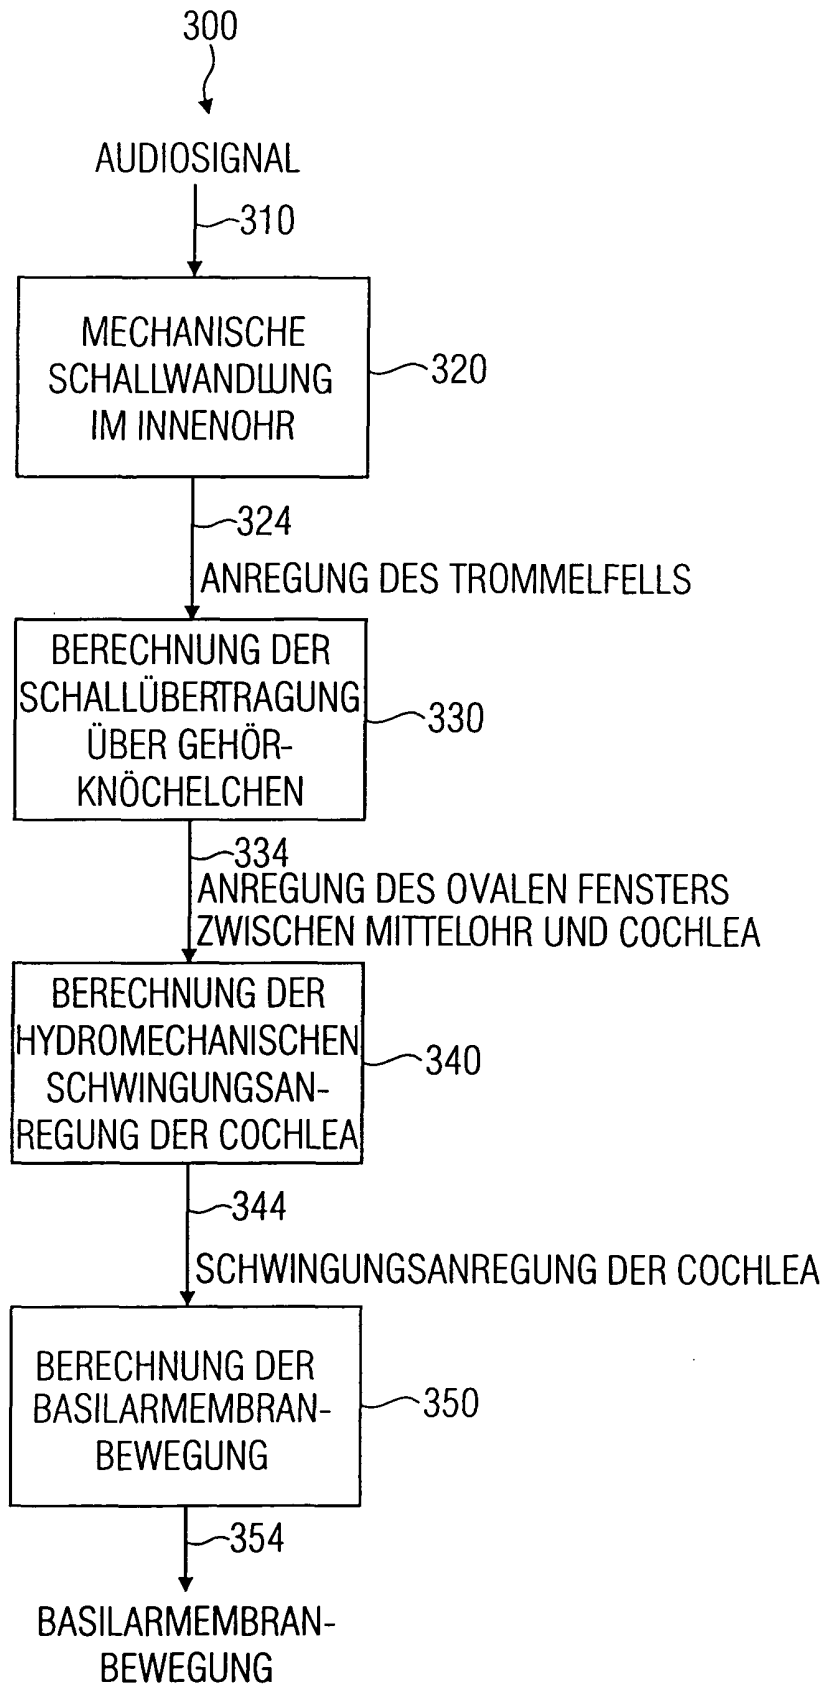 300
AUDIOSIGNAL
310
MECHANISCHE
SCHALLWANDLUNG
IM INNENOHR
320
324
ANREGUNG DES TROMMELFELLS
BERECHNUNG DER
SCHALLÜBERTRAGUNG
ÜBER GEHÖR-
KNÖCHELCHEN
330
334
ANREGUNG DES OVALEN FENSTERS
ZWISCHEN MITTELOHR UND COCHLEA
BERECHNUNG DER
HYDROMECHANISCHEN
SCHWINGUNGSAN-
REGUNG DER COCHLEA
340
344
SCHWINGUNGSANREGUNG DER COCHLEA
BERECHNUNG DER
BASILARMEMBRAN-
BEWEGUNG
350
354
BASILARMEMBRAN-
BEWEGUNG